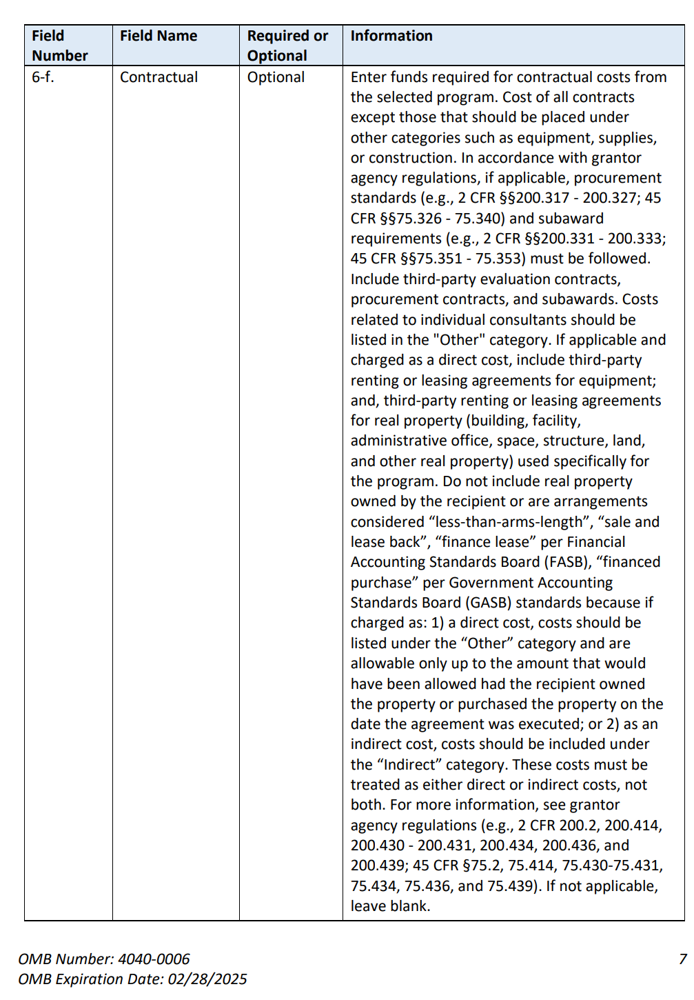 Field Number
Field Name
Required or Optional
Information
6-f.
Contractual
Optional
Enter funds required for contractual costs from
the selected program. Cost of all contracts
except those that should be placed under
other categories such as equipment, supplies,
or construction. In accordance with grantor
agency regulations, if applicable, procurement
standards (e.g., 2 CFR §§200.317 - 200.327; 45
CFR §§75.326 - 75.340) and subaward
requirements (e.g., 2 CFR §§200.331 - 200.333;
45 CFR §§75.351 - 75.353) must be followed.
Include third-party evaluation contracts,
procurement contracts, and subawards. Costs
related to individual consultants should be
listed in the "Other" category. If applicable and
charged as a direct cost, include third-party
renting or leasing agreements for equipment;
and, third-party renting or leasing agreements
for real property (building, facility,
administrative office, space, structure, land,
and other real property) used specifically for
the program. Do not include real property
owned by the recipient or are arrangements
considered “less-than-arms-length”, “sale and
lease back”, “finance lease” per Financial
Accounting Standards Board (FASB), “financed
purchase” per Government Accounting
Standards Board (GASB) standards because if
charged as: 1) a direct cost, costs should be
listed under the “Other” category and are
allowable only up to the amount that would
have been allowed had the recipient owned
the property or purchased the property on the
date the agreement was executed; or 2) as an
indirect cost, costs should be included under
the “Indirect” category. These costs must be
treated as either direct or indirect costs, not
both. For more information, see grantor
agency regulations (e.g., 2 CFR 200.2, 200.414,
200.430 - 200.431, 200.434, 200.436, and
200.439; 45 CFR §75.2, 75.414, 75.430-75.431,
75.434, 75.436, and 75.439). If not applicable,
leave blank.
OMB Number: 4040-0006
7
OMB Expiration Date: 02/28/2025